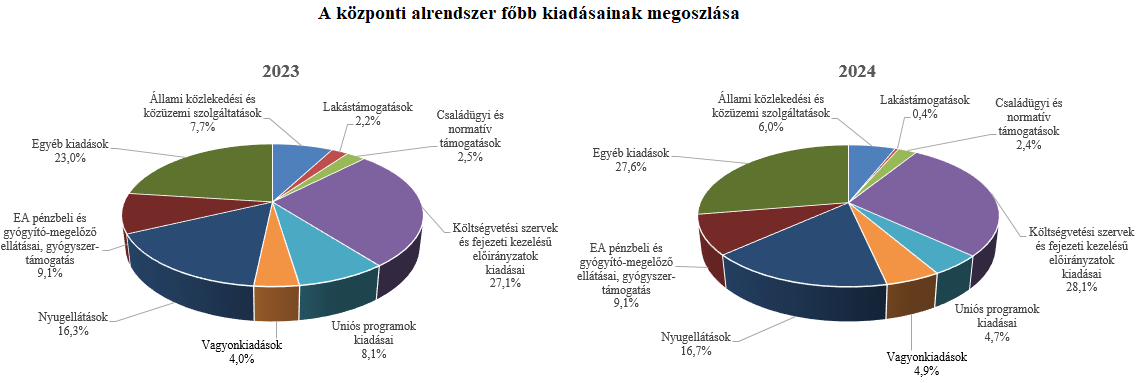 A központi alrendszer főbb kiadásainak megoszlása
2023
Állami közlekedési és
közüzemi szolgáltatások
7,7%
Lakástámogatások
2,2%
Családügyi és
normatív
támogatások
2,5%
Egyéb kiadások
23,0%
EA pénzbeli és
gyógyító-megelőző
ellátásai, gyógyszer-
támogatás
9,1%
Költségvetési szervek
és fejezeti kezelésű
előirányzatok
kiadásai
27,1%
Nyugellátások
16,3%
Vagyonkiadások
4,0%
Uniós programok
kiadásai
8,1%
2024
Állami közlekedési és
közüzemi szolgáltatások
6,0%
Lakástámogatások
0,4%
Családügyi és
normatív
támogatások
2,4%
Egyéb kiadások
27,6%
EA pénzbeli és
gyógyító-megelőző
ellátásai, gyógyszer-
támogatás
9,1%
Költségvetési szervek
és fejezeti kezelésű
előirányzatok
kiadásai
28,1%
Nyugellátások
16,7%
Vagyonkiadások
4,9%
Uniós programok
kiadásai
4,7%